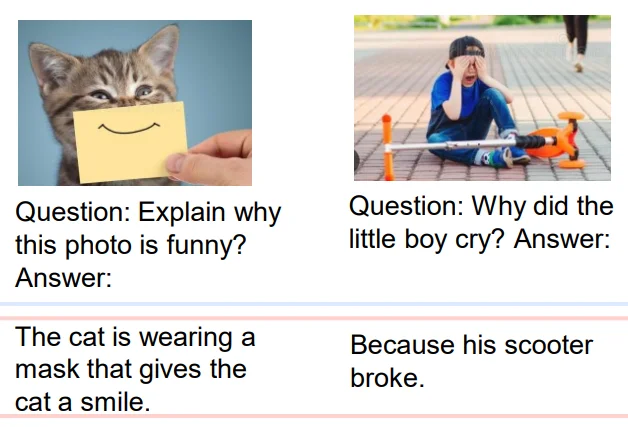 Question: Explain why
this photo is funny?
Answer:
Question: Why did the
little boy cry? Answer:
The cat is wearing a
mask that gives the
cat a smile.
Because his scooter
broke.